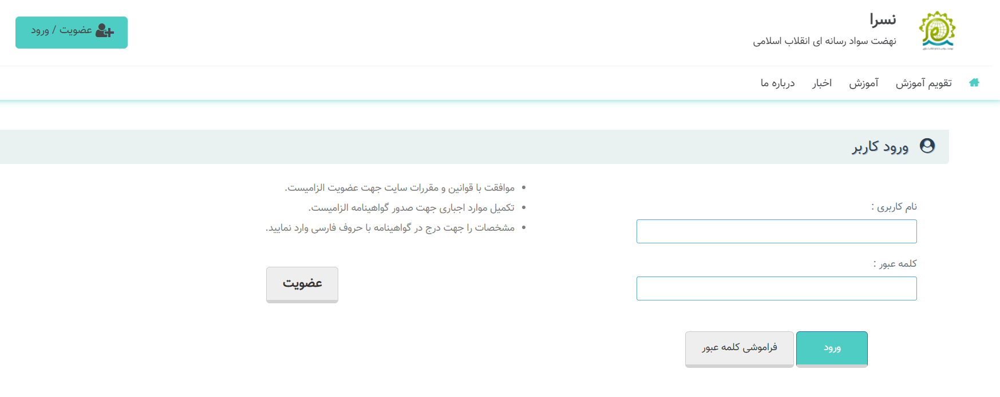 نسرا
نهضت سواد رسانه ای انقلاب اسلامی
عضویت / ورود
تقویم آموزش
آموزش
اخبار
درباره ما
ورود کاربر
نام کاربری :
کلمه عبور :
ورود
فراموشی کلمه عبور
موافقت با قوانین و مقررات سایت جهت عضویت الزامیست.
تکمیل موارد اجباری جهت صدور گواهینامه الزامیست.
مشخصات را جهت درج در گواهینامه با حروف فارسی وارد نمایید.
عضویت